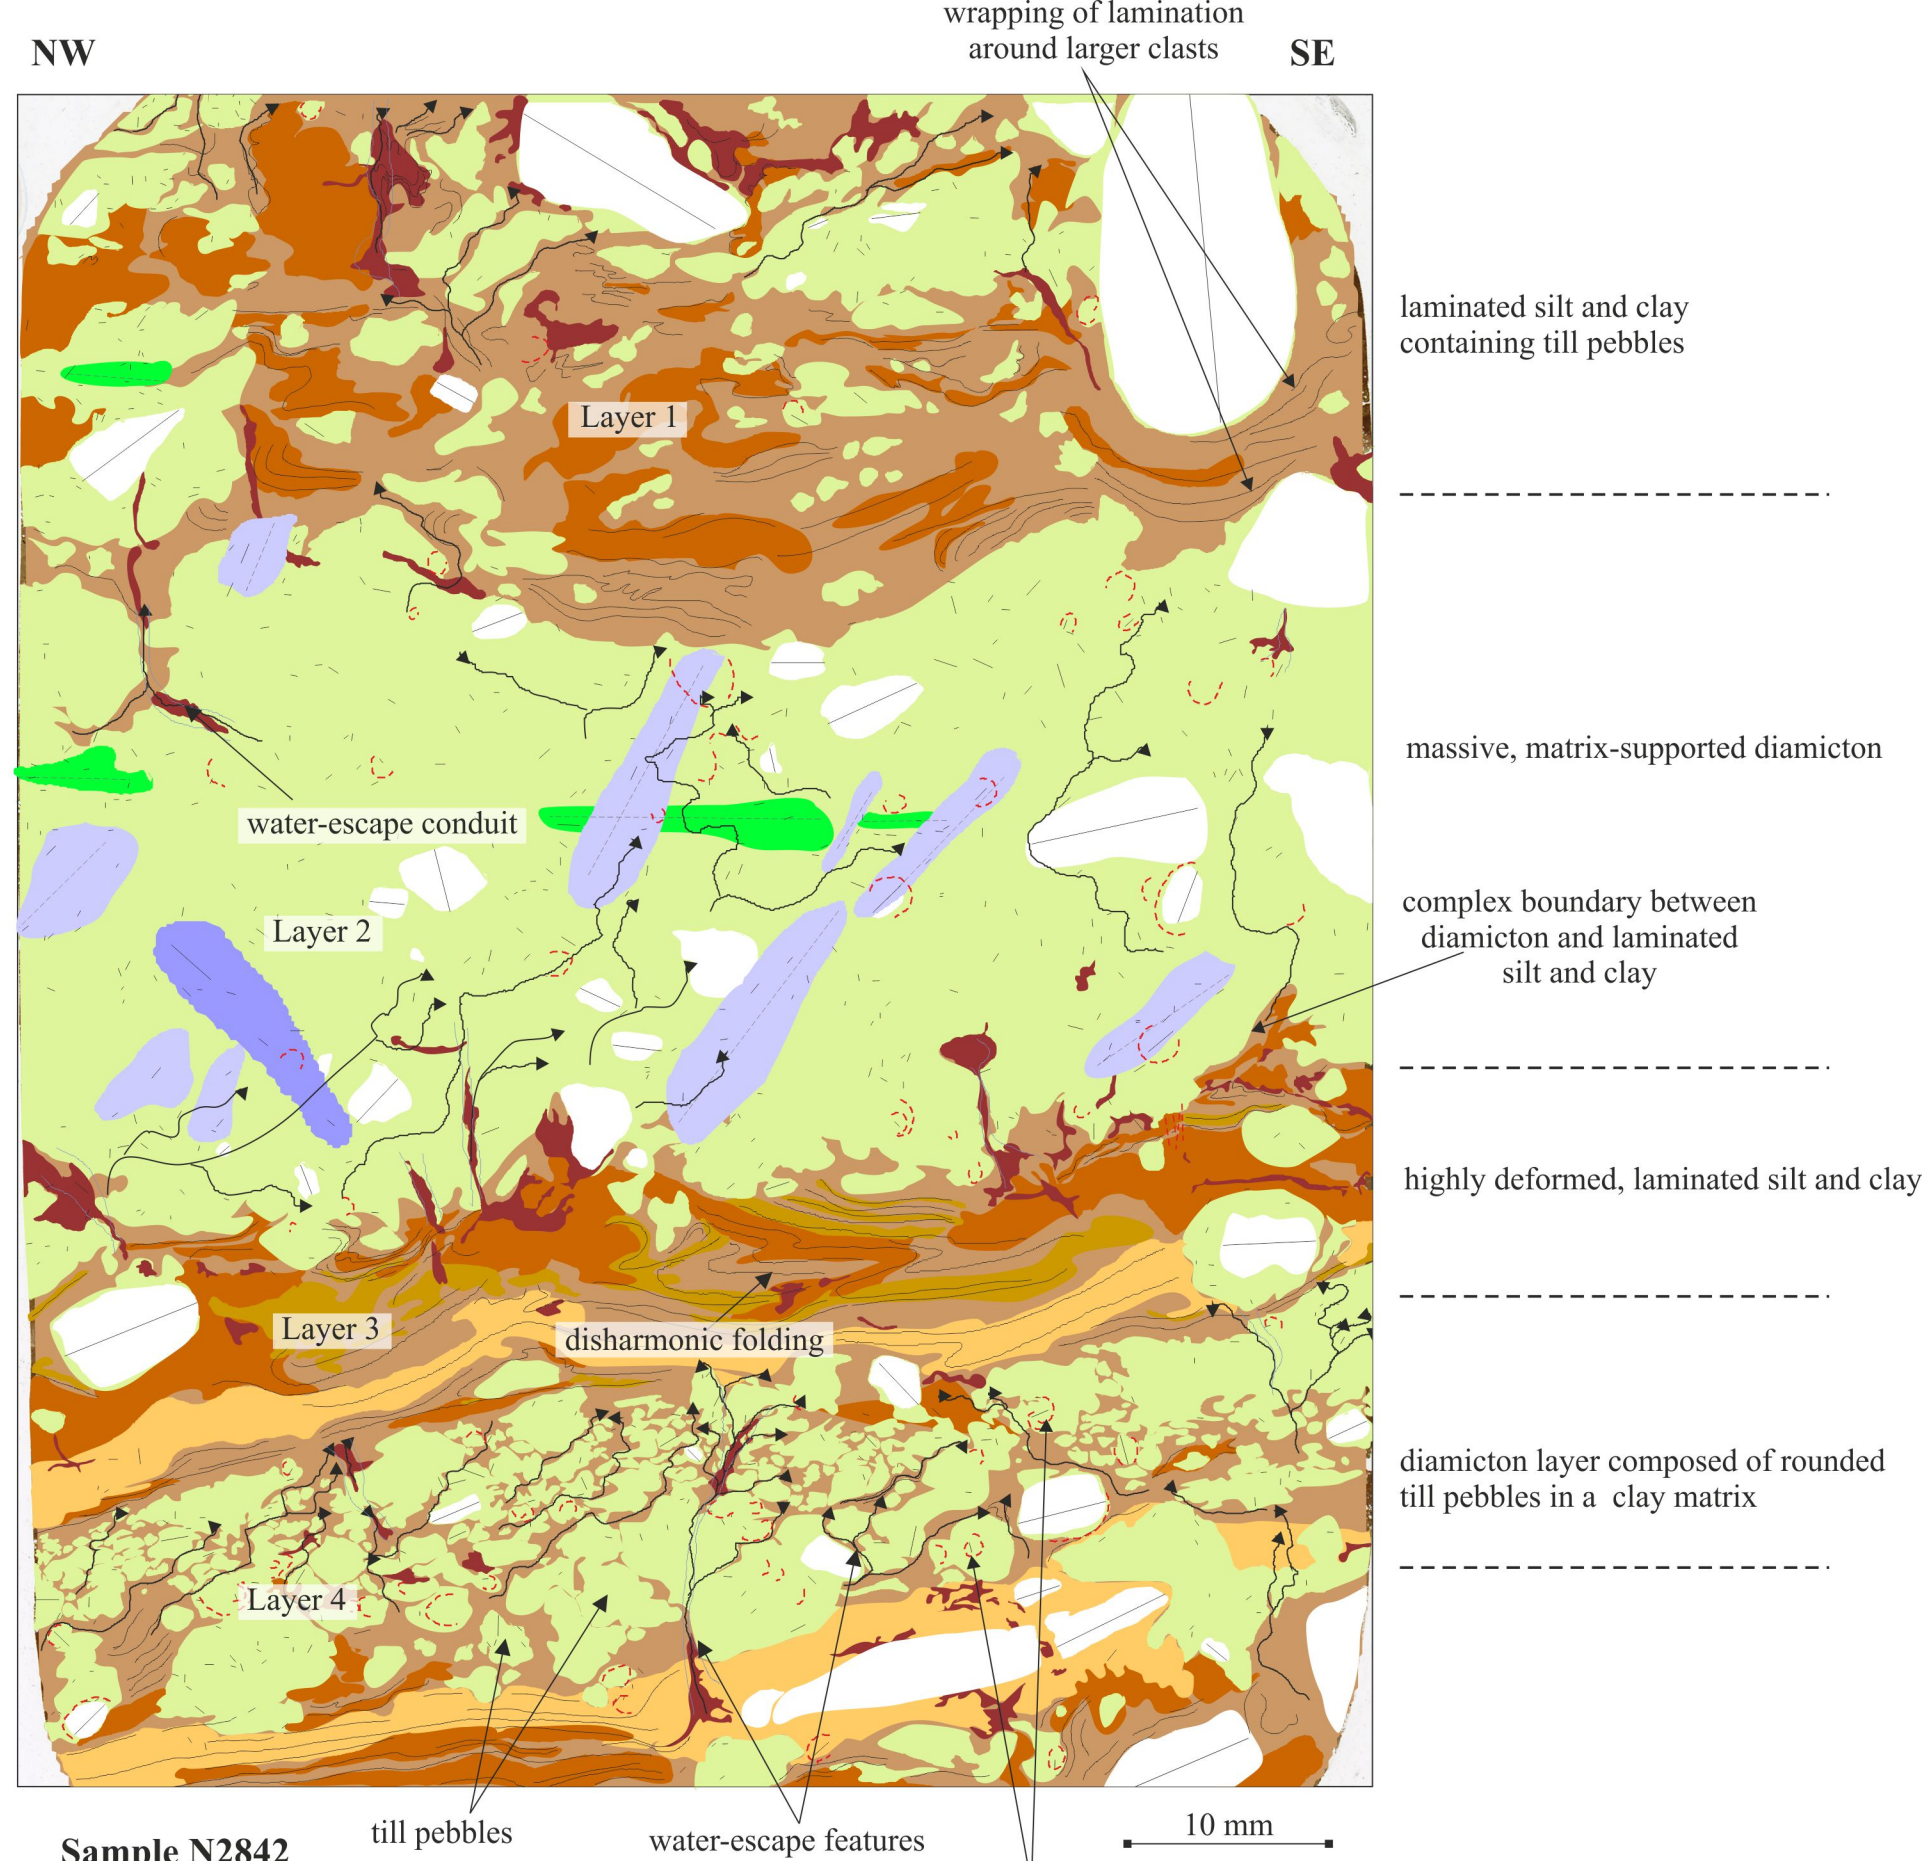 wrapping of lamination
around larger clasts
NW
SE
laminated silt and clay
containing till pebbles
Layer 1
massive, matrix-supported diamicton
water-escape conduit
complex boundary between
diamicton and laminated
silt and clay
Layer 2
highly deformed, laminated silt and clay
Layer 3
disharmonic folding
diamicton layer composed of rounded
till pebbles in a clay matrix
Layer 4
till pebbles
water-escape features
10 mm
Sample N2842